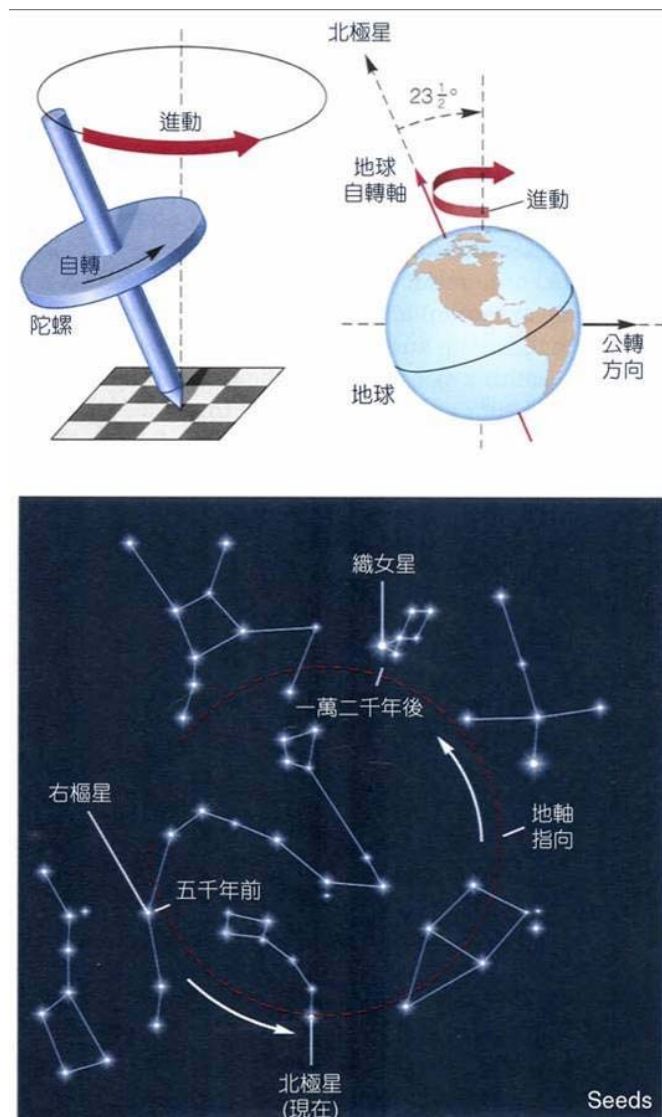 進動
自轉
陀螺
北極星
23 1/2°
地球
自轉軸
進動
公轉
方向
地球
織女星
一萬二千年後
右樞星
五千年前
地軸
指向
北極星
(現在)
Seeds